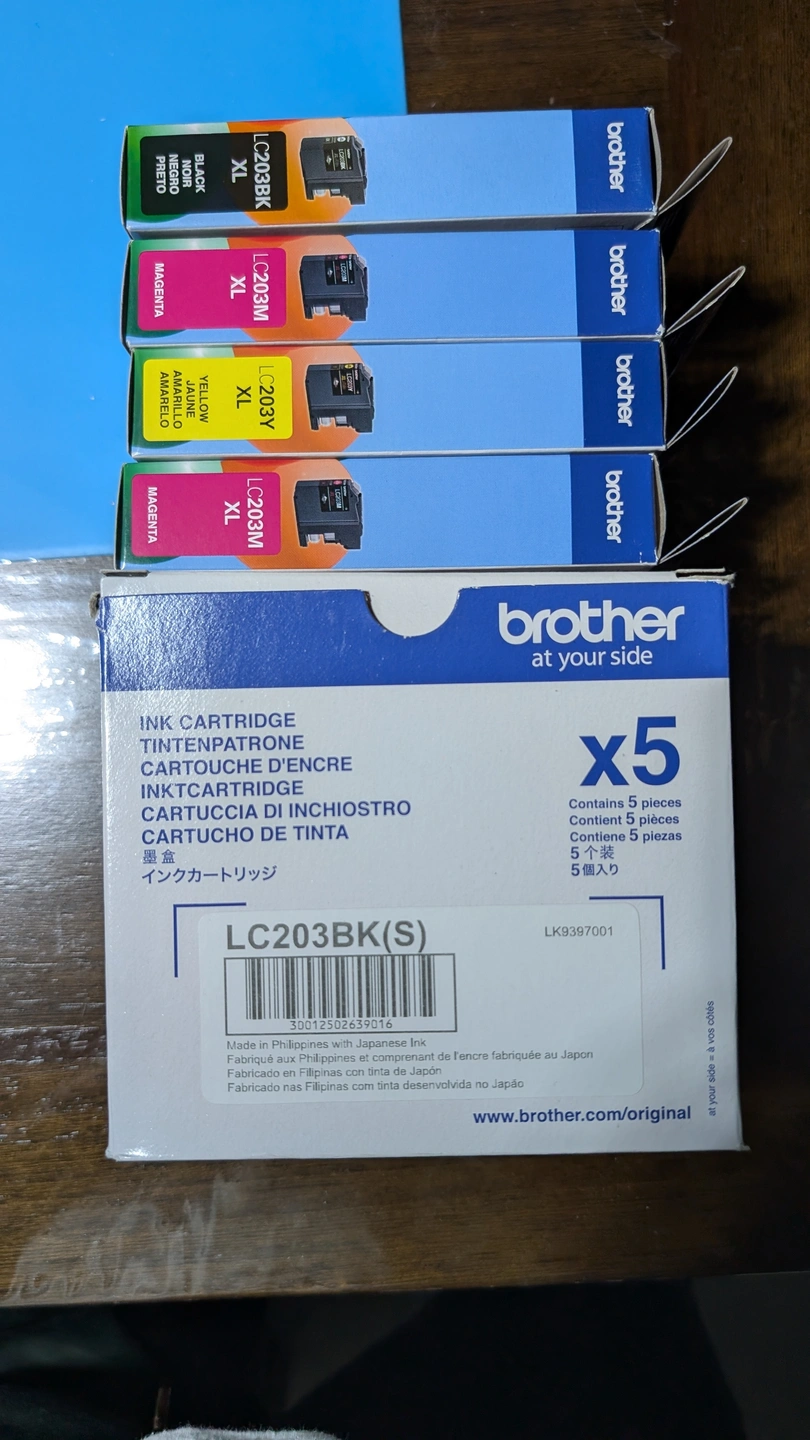 LC203BK
XL
BLACK
NOIR
NEGRO
PRETO
brother
LC203M
XL
MAGENTA
brother
LC203Y
XL
YELLOW
JAUNE
AMARILLO
AMARELO
brother
LC203M
XL
MAGENTA
brother
brother
at your side
INK CARTRIDGE
TINTENPATRONE
CARTOUCHE D'ENCRE
INKTCARTRIDGE
CARTUCCIA DI INCHIOSTRO
CARTUCHO DE TINTA
墨盒
インクカートリッジ
x5
Contains 5 pieces
Contient 5 pièces
Contiene 5 piezas
5个装
5個入り
LC203BK(S)
LK9397001
30012502639016
Made in Philippines with Japanese Ink
Fabriqué aux Philippines et comprenant de l'encre fabriquée au Japon
Fabricado en Filipinas con tinta de Japón
Fabricado nas Filipinas com tinta desenvolvida no Japão
www.brother.com/original
at your side = à vos côtés